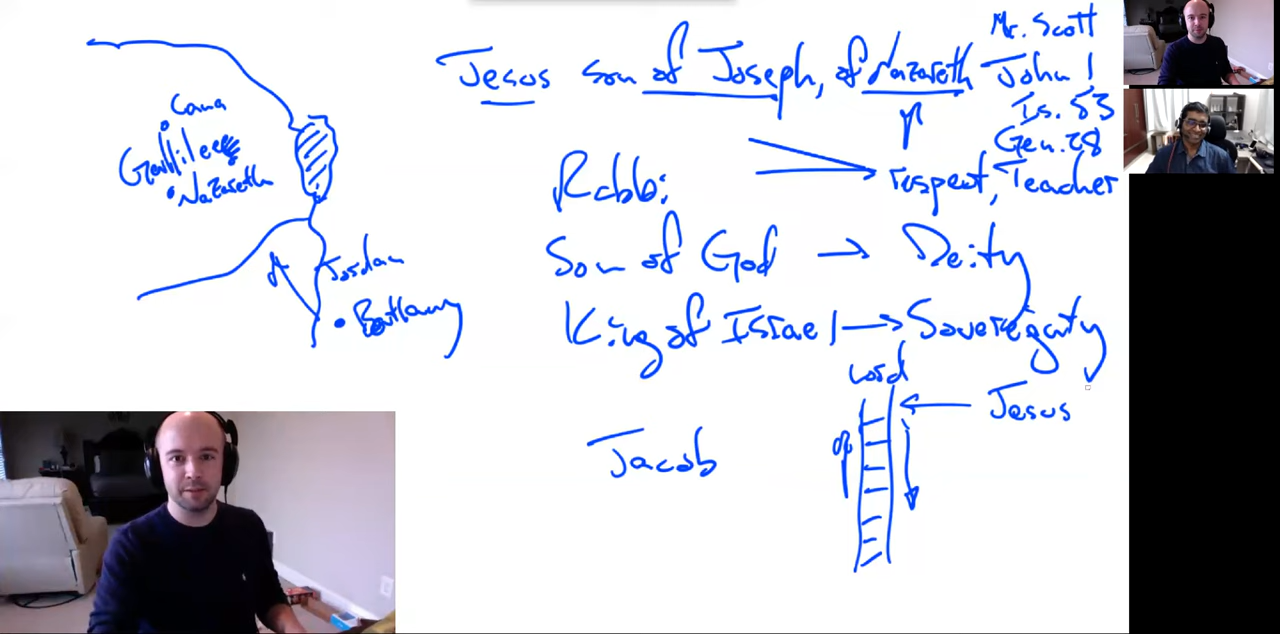 Mr. Scott
Jesus son of Joseph, of Nazareth
John 1
Is. 53
Gen. 28
Cana
Galilee
Nazareth
Rabbi
respect, Teacher
Son of God → Deity
Jordan
Bethany
King of Israel → Sovereignty
Lord
Jesus
Jacob